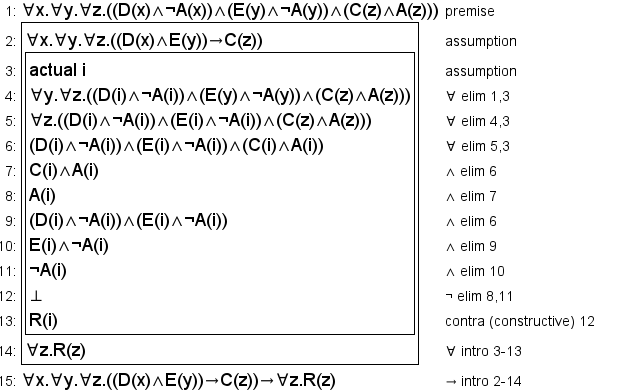 1: ∀x.∀y.∀z.((D(x)∧¬A(x))∧(E(y)∧¬A(y))∧(C(z)∧A(z))) premise
2: ∀x.∀y.∀z.((D(x)∧E(y))→C(z)) assumption
3: actual i assumption
4: ∀y.∀z.((D(i)∧¬A(i))∧(E(y)∧¬A(y))∧(C(z)∧A(z))) ∀ elim 1,3
5: ∀z.((D(i)∧¬A(i))∧(E(i)∧¬A(i))∧(C(z)∧A(z))) ∀ elim 4,3
6: (D(i)∧¬A(i))∧(E(i)∧¬A(i))∧(C(i)∧A(i)) ∀ elim 5,3
7: C(i)∧A(i) ∧ elim 6
8: A(i) ∧ elim 7
9: (D(i)∧¬A(i))∧(E(i)∧¬A(i)) ∧ elim 6
10: E(i)∧¬A(i) ∧ elim 9
11: ¬A(i) ∧ elim 10
12: ⊥ ¬ elim 8,11
13: R(i) contra (constructive) 12
14: ∀z.R(z) ∀ intro 3-13
15: ∀x.∀y.∀z.((D(x)∧E(y))→C(z))→∀z.R(z) → intro 2-14